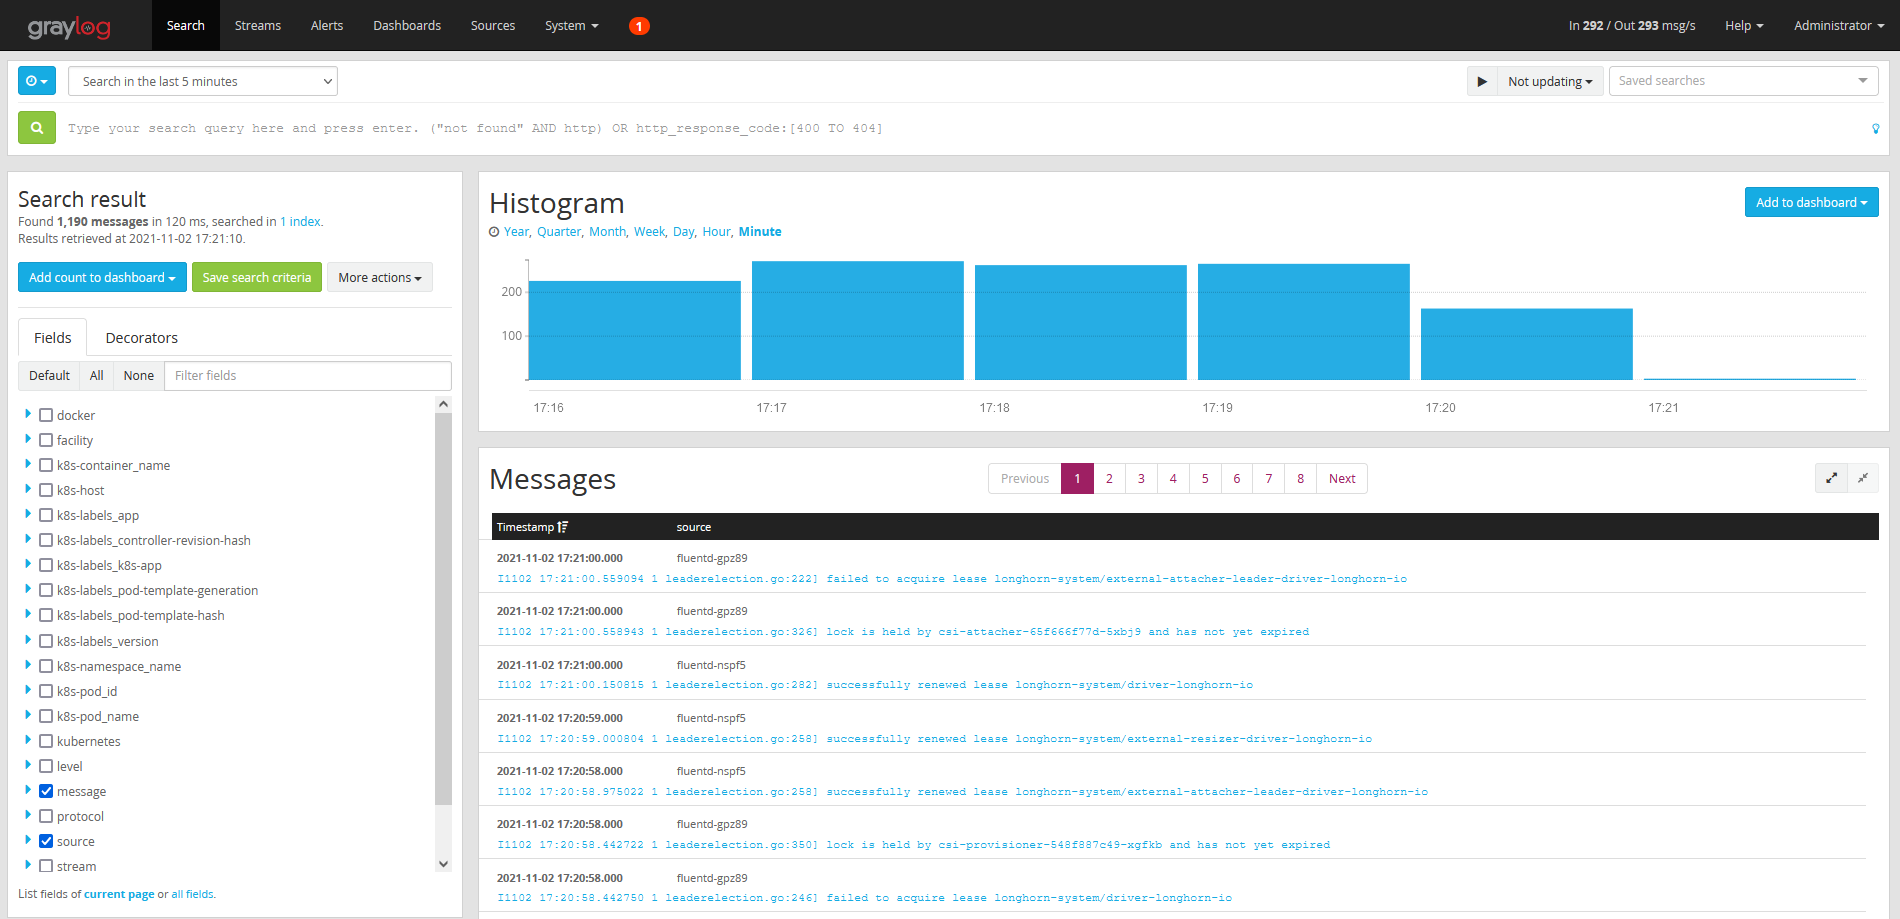 graylog Search Streams Alerts Dashboards Sources System 1 In 292 / Out 293 msg/s Help Administrator
Search in the last 5 minutes Not updating Saved searches
Type your search query here and press enter. ("not found" AND http) OR http_response_code:[400 TO 404]
Search result
Found 1,190 messages in 120 ms, searched in 1 index.
Results retrieved at 2021-11-02 17:21:10.
Add count to dashboard Save search criteria More actions
Fields Decorators
Default All None Filter fields
docker
facility
k8s-container_name
k8s-host
k8s-labels_app
k8s-labels_controller-revision-hash
k8s-labels_k8s-app
k8s-labels_pod-template-generation
k8s-labels_pod-template-hash
k8s-labels_version
k8s-namespace_name
k8s-pod_id
k8s-pod_name
kubernetes
level
message
protocol
source
stream
List fields of current page or all fields.
Histogram
Add to dashboard
Year, Quarter, Month, Week, Day, Hour, Minute
200
100
17:16 17:17 17:18 17:19 17:20 17:21
Messages
Previous 1 2 3 4 5 6 7 8 Next
Timestamp source
2021-11-02 17:21:00.000 fluentd-gpz89
I1102 17:21:00.559094 1 leaderelection.go:222] failed to acquire lease longhorn-system/external-attacher-leader-driver-longhorn-io
2021-11-02 17:21:00.000 fluentd-gpz89
I1102 17:21:00.558943 1 leaderelection.go:326] lock is held by csi-attacher-65f666f77d-5xbj9 and has not yet expired
2021-11-02 17:21:00.000 fluentd-nspf5
I1102 17:21:00.150815 1 leaderelection.go:282] successfully renewed lease longhorn-system/driver-longhorn-io
2021-11-02 17:20:59.000 fluentd-nspf5
I1102 17:20:59.000804 1 leaderelection.go:258] successfully renewed lease longhorn-system/external-resizer-driver-longhorn-io
2021-11-02 17:20:58.000 fluentd-nspf5
I1102 17:20:58.975022 1 leaderelection.go:258] successfully renewed lease longhorn-system/external-attacher-leader-driver-longhorn-io
2021-11-02 17:20:58.000 fluentd-gpz89
I1102 17:20:58.442722 1 leaderelection.go:350] lock is held by csi-provisioner-548f887c49-xgfkb and has not yet expired
2021-11-02 17:20:58.000 fluentd-gpz89
I1102 17:20:58.442750 1 leaderelection.go:246] failed to acquire lease longhorn-system/driver-longhorn-io